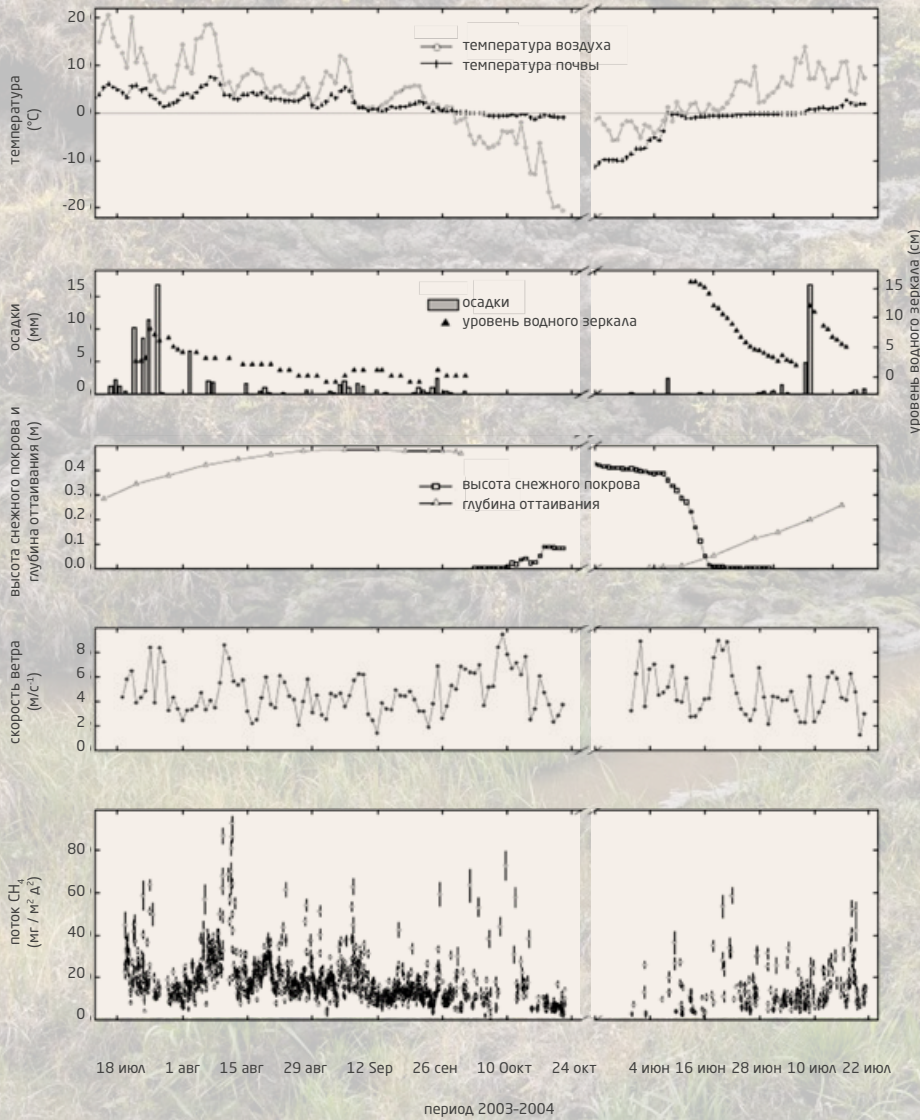 20
10
0
-10
-20
температура
(°C)
температура воздуха
температура почвы
15
10
5
0
осадки
(мм)
осадки
уровень водного зеркала
15
10
5
0
уровень водного зеркала (см)
0.4
0.3
0.2
0.1
0.0
высота снежного покрова и
глубина оттаивания (м)
высота снежного покрова
глубина оттаивания
8
6
4
2
0
скорость ветра
(м/с⁻¹)
80
60
40
20
0
поток CH₄
(мг / м² д²)
18 июл 1 авг 15 авг 29 авг 12 Sep 26 сен 10 0окт 24 окт 4 июн 16 июн 28 июн 10 июл 22 июл
период 2003-2004